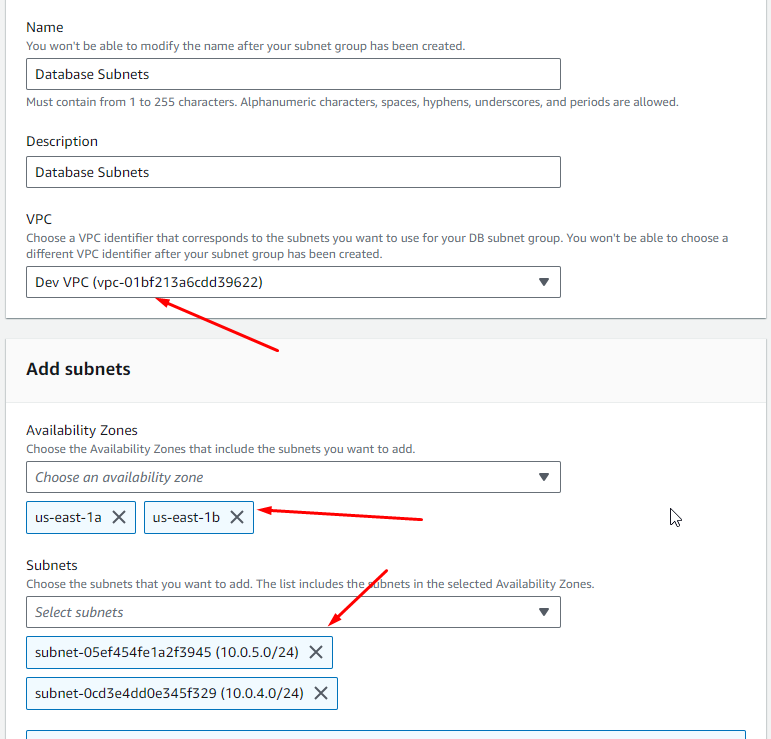 Name
You won't be able to modify the name after your subnet group has been created.
Database Subnets
Must contain from 1 to 255 characters. Alphanumeric characters, spaces, hyphens, underscores, and periods are allowed.
Description
Database Subnets
VPC
Choose a VPC identifier that corresponds to the subnets you want to use for your DB subnet group. You won't be able to choose a
different VPC identifier after your subnet group has been created.
Dev VPC (vpc-01bf213a6cdd39622)
Add subnets
Availability Zones
Choose the Availability Zones that include the subnets you want to add.
Choose an availability zone
us-east-1a us-east-1b
Subnets
Choose the subnets that you want to add. The list includes the subnets in the selected Availability Zones.
Select subnets
subnet-05ef454fe1a2f3945 (10.0.5.0/24)
subnet-0cd3e4dd0e345f329 (10.0.4.0/24)